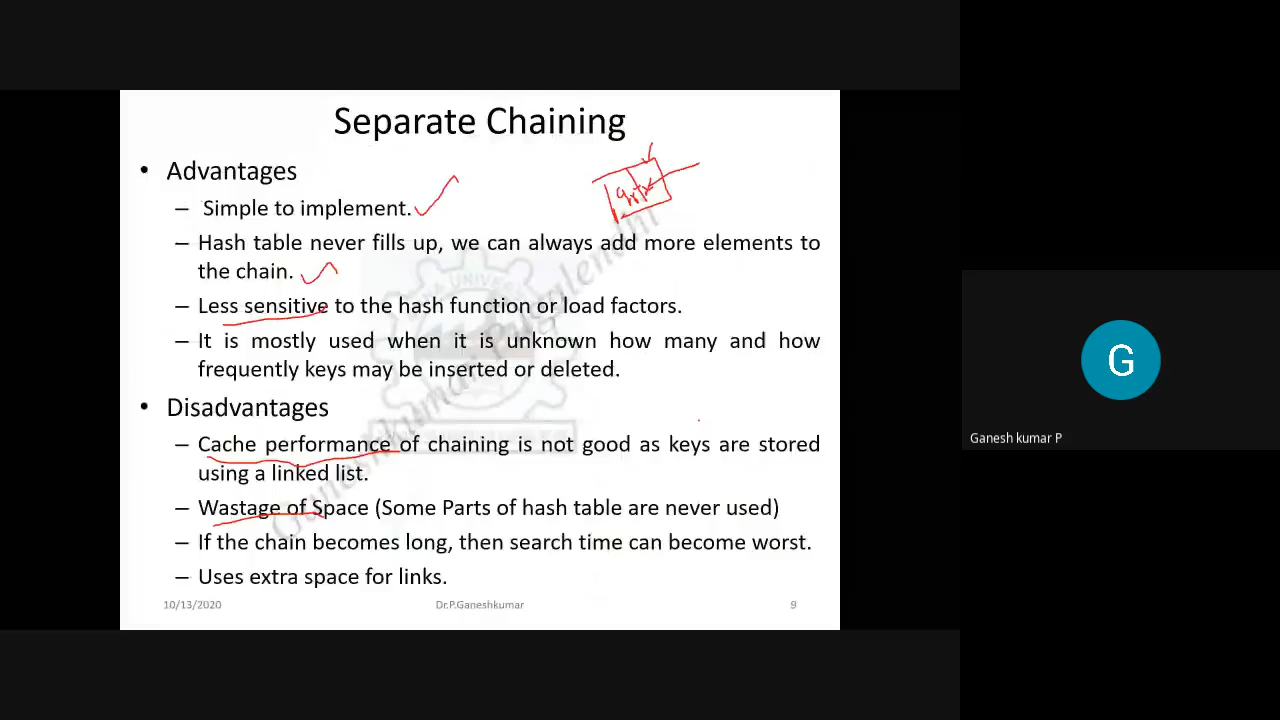 Separate Chaining
• Advantages
– Simple to implement.
– Hash table never fills up, we can always add more elements to
the chain.
– Less sensitive to the hash function or load factors.
– It is mostly used when it is unknown how many and how
frequently keys may be inserted or deleted.
• Disadvantages
– Cache performance of chaining is not good as keys are stored
using a linked list.
– Wastage of Space (Some Parts of hash table are never used)
– If the chain becomes long, then search time can become worst.
– Uses extra space for links.
10/13/2020 Dr.P.Ganeshkumar 9
G
Ganesh kumar P